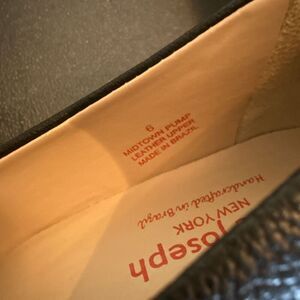 6
MIDTOWN PUMP
LEATHER UPPER
MADE IN BRAZIL
Joseph
NEW YORK
Handcrafted in Brazil